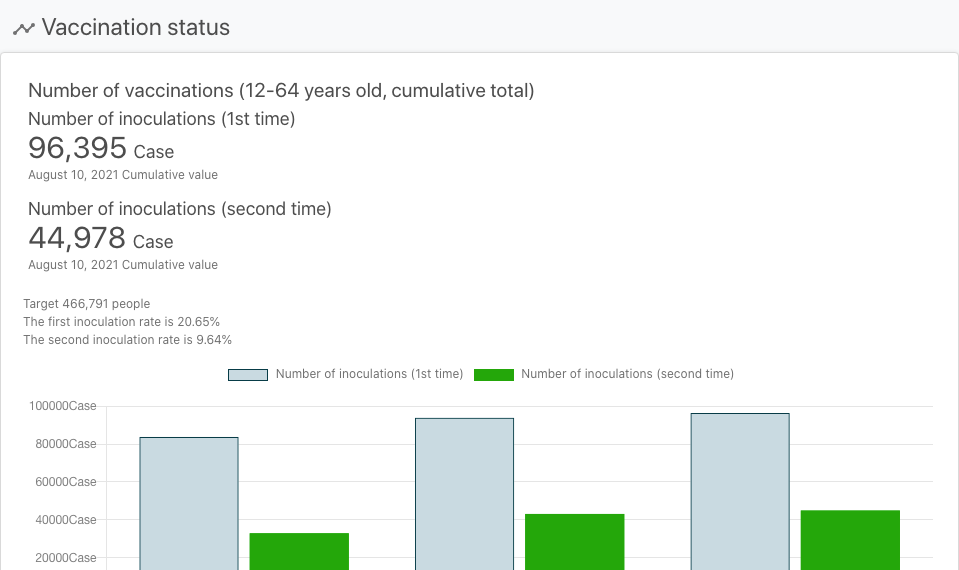 Vaccination status
Number of vaccinations (12-64 years old, cumulative total)
Number of inoculations (1st time)
96,395 Case
August 10, 2021 Cumulative value
Number of inoculations (second time)
44,978 Case
August 10, 2021 Cumulative value
Target 466,791 people
The first inoculation rate is 20.65%
The second inoculation rate is 9.64%
Number of inoculations (1st time) Number of inoculations (second time)
100000Case
80000Case
60000Case
40000Case
20000Case